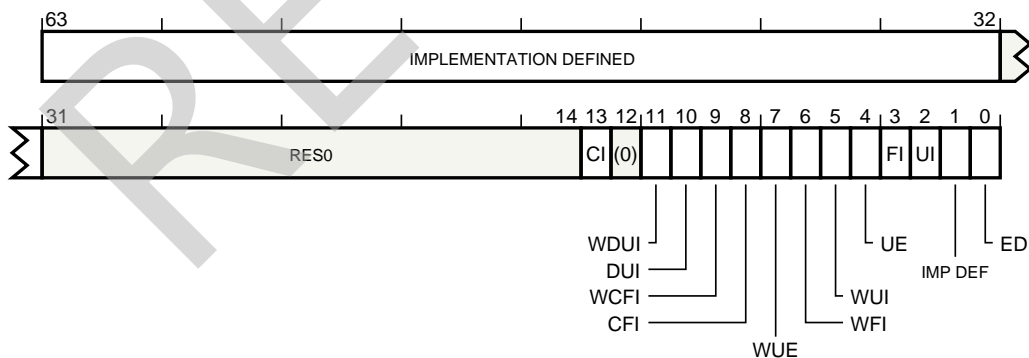 63 32
IMPLEMENTATION DEFINED
31 14 13 12 11 10 9 8 7 6 5 4 3 2 1 0
RES0 CI (0) FI UI
WDUI UE ED
DUI IMP DEF
WCFI WUI
CFI WFI
WUE
RE